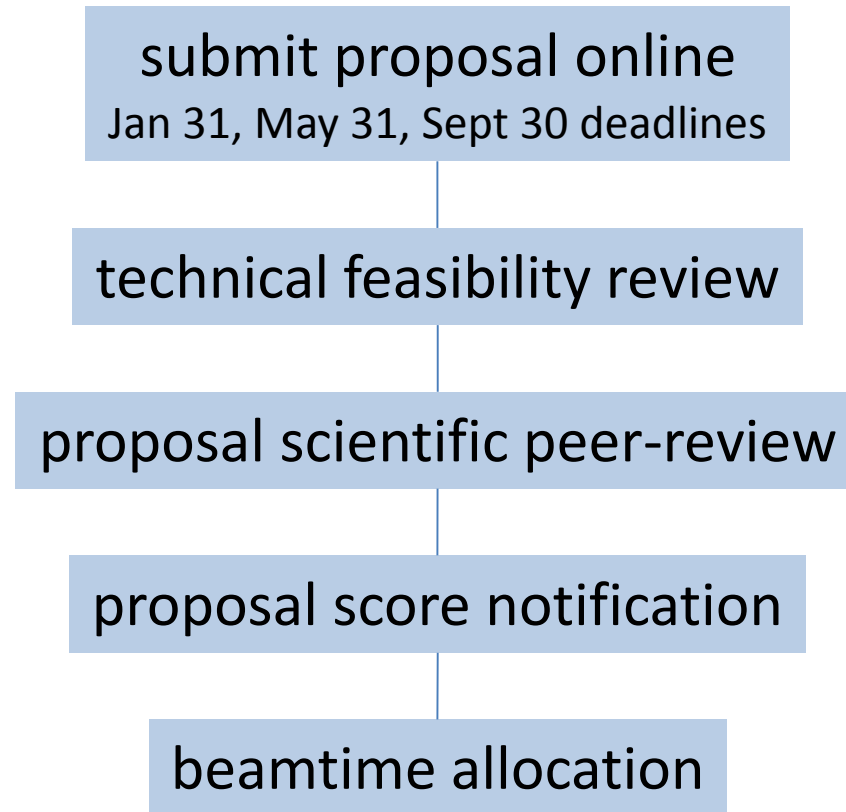 submit proposal online
Jan 31, May 31, Sept 30 deadlines
technical feasibility review
proposal scientific peer-review
proposal score notification
beamtime allocation